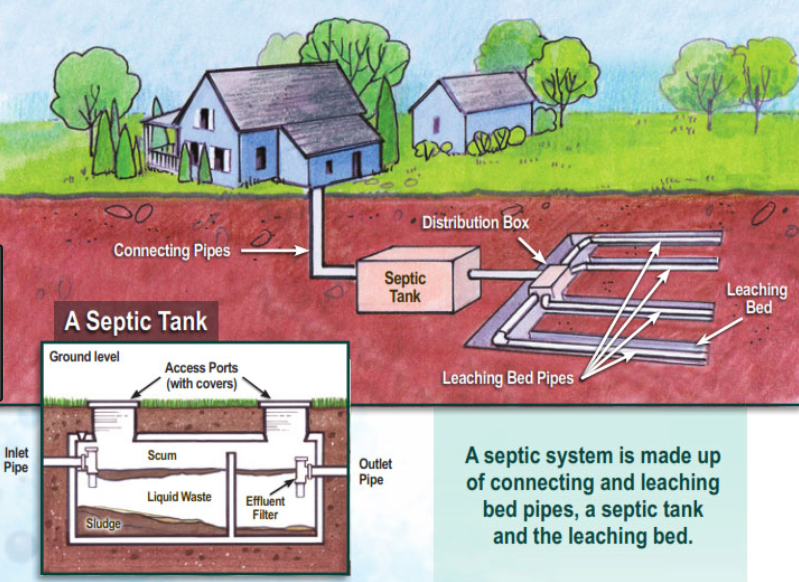 Distribution Box
Connecting Pipes
Septic
Tank
Leaching
Bed
Leaching Bed Pipes
A Septic Tank
Ground level
Access Ports
(with covers)
Inlet
Pipe
Scum
Outlet
Pipe
Liquid Waste
Effluent
Filter
Sludge
A septic system is made up
of connecting and leaching
bed pipes, a septic tank
and the leaching bed.